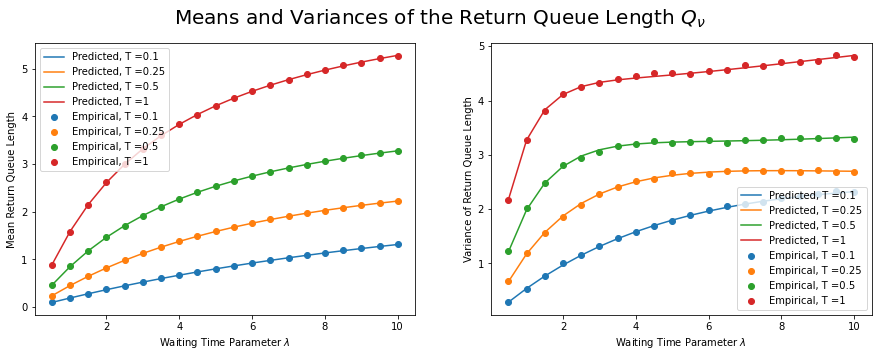 Means and Variances of the Return Queue Length Qν
Mean Return Queue Length
5
4
3
2
1
0
Predicted, T =0.1
Predicted, T =0.25
Predicted, T =0.5
Predicted, T =1
Empirical, T =0.1
Empirical, T =0.25
Empirical, T =0.5
Empirical, T =1
2 4 6 8 10
Waiting Time Parameter λ
Variance of Return Queue Length
5
4
3
2
1
Predicted, T =0.1
Predicted, T =0.25
Predicted, T =0.5
Predicted, T =1
Empirical, T =0.1
Empirical, T =0.25
Empirical, T =0.5
Empirical, T =1
2 4 6 8 10
Waiting Time Parameter λ